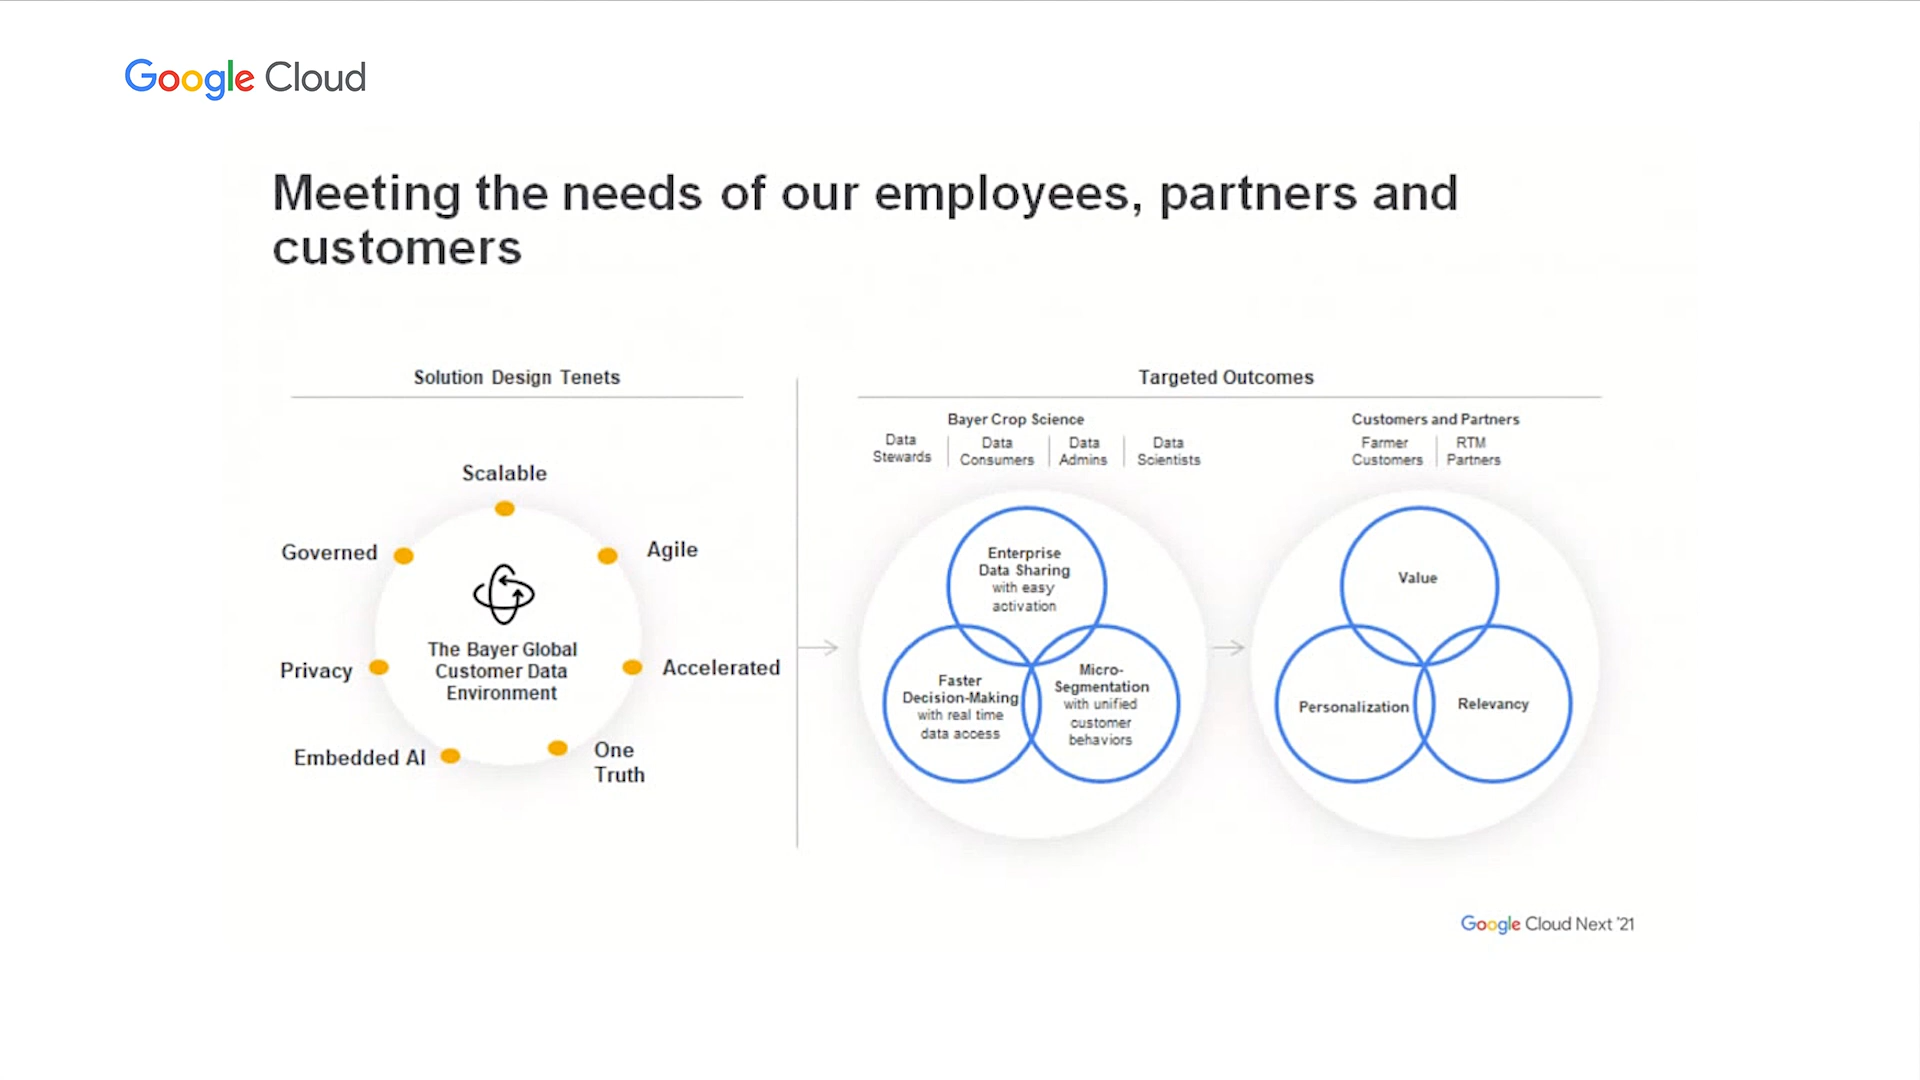 Google Cloud
Meeting the needs of our employees, partners and
customers
Solution Design Tenets
Scalable
Governed
Agile
The Bayer Global
Customer Data
Environment
Privacy
Accelerated
Embedded AI
One
Truth
Targeted Outcomes
Bayer Crop Science
Data
Stewards
Data
Consumers
Data
Admins
Data
Scientists
Enterprise
Data Sharing
with easy
activation
Faster
Decision-Making
with real time
data access
Micro-
Segmentation
with unified
customer
behaviors
Customers and Partners
Farmer
Customers
RTM
Partners
Value
Personalization
Relevancy
Google Cloud Next '21